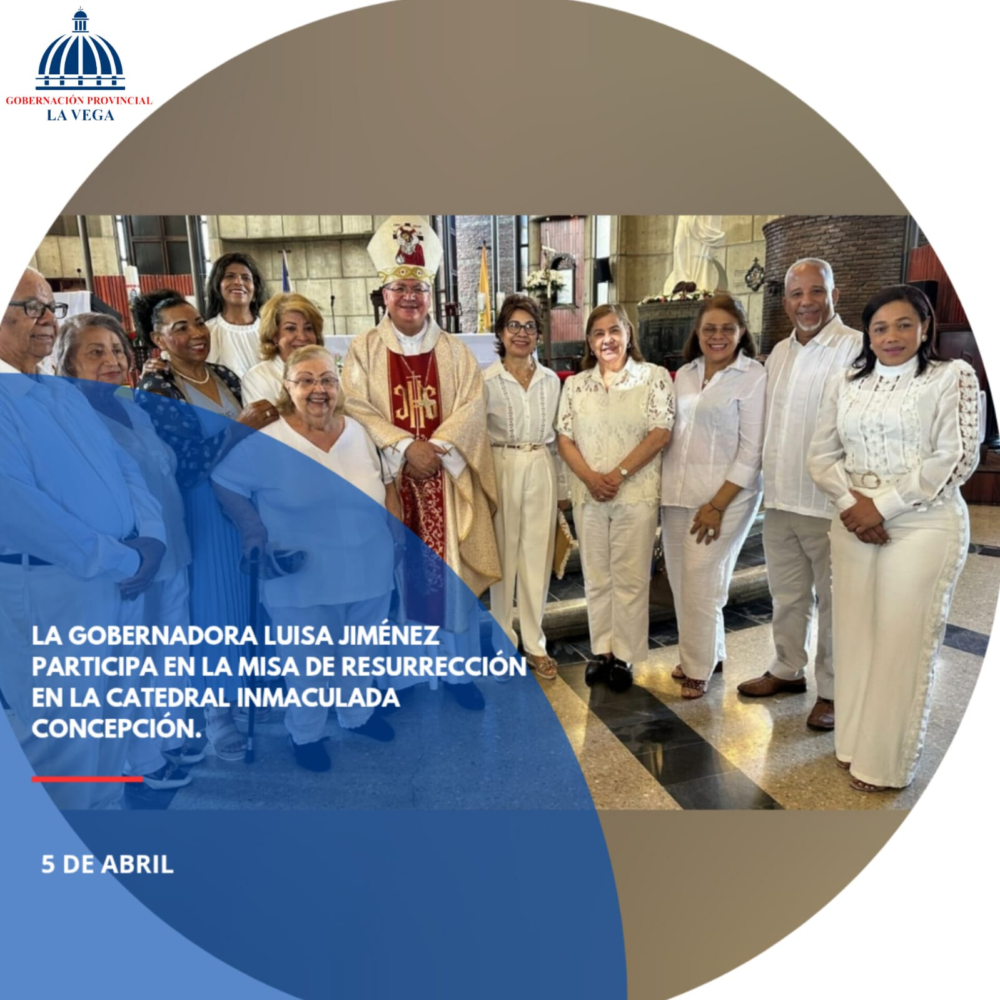 GOBERNACIÓN PROVINCIAL
LA VEGA
JHS
LA GOBERNADORA LUISA JIMÉNEZ
PARTICIPA EN LA MISA DE RESURRECCIÓN
EN LA CATEDRAL INMACULADA
CONCEPCIÓN.
5 DE ABRIL